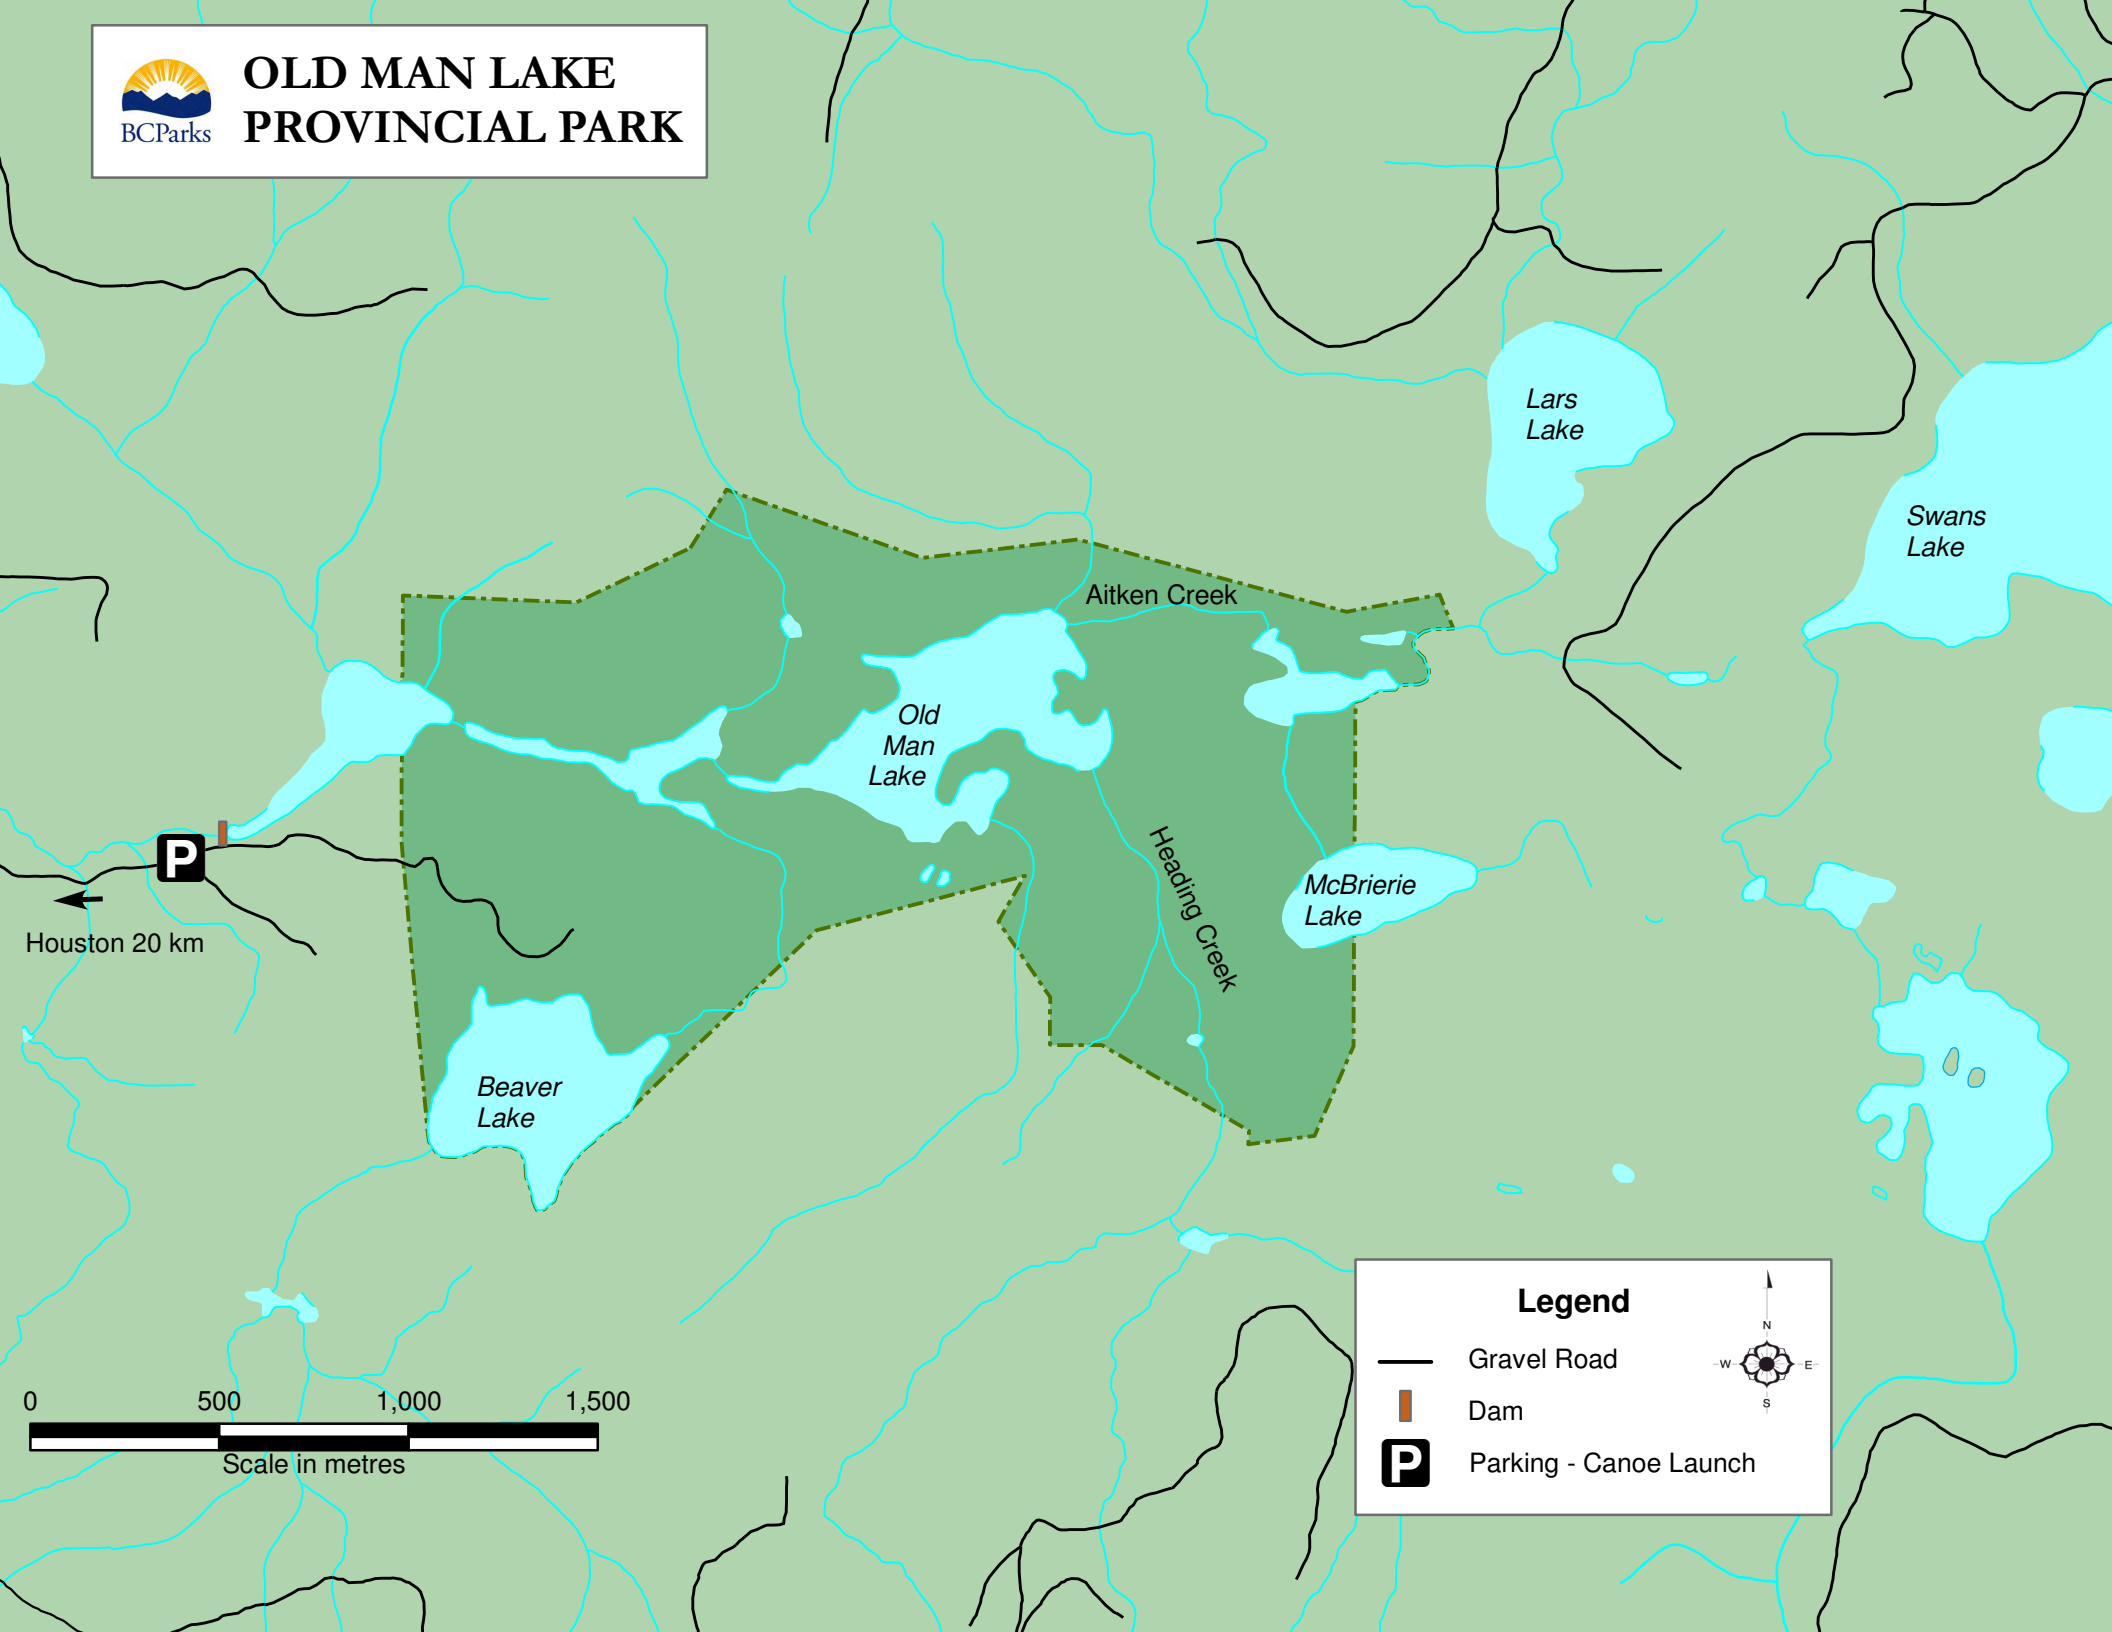 OLD MAN LAKE
PROVINCIAL PARK
BCParks
Lars
Lake
Swans
Lake
Aitken Creek
Old
Man
Lake
Heading Creek
McBrierie
Lake
P
Houston 20 km
Beaver
Lake
Legend
N
W
E
S
Gravel Road
Dam
P
Parking - Canoe Launch
0 500 1,000 1,500
Scale in metres